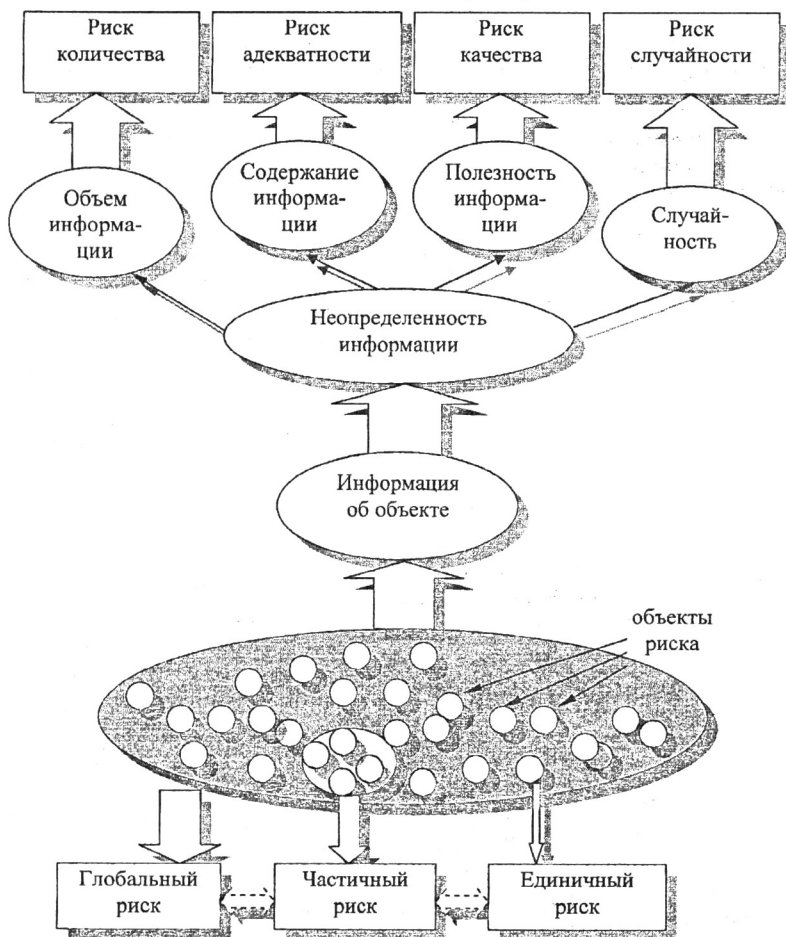 Риск
количества
Риск
адекватности
Риск
качества
Риск
случайности
Объем
информа-
ции
Содержание
информа-
ции
Полезность
информа-
ции
Случай-
ность
Неопределенность
информации
Информация
об объекте
объекты
риска
Глобальный
риск
Частичный
риск
Единичный
риск